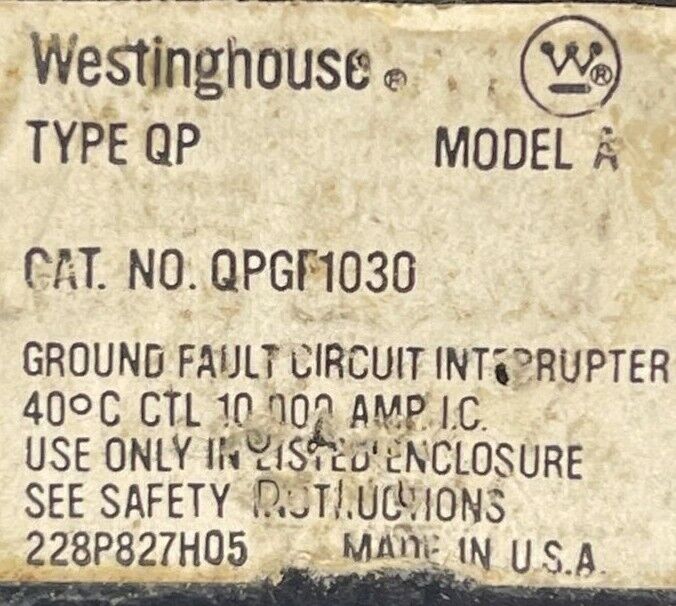 Westinghouse®
W®
TYPE QP MODEL A
CAT. NO. QPGF1030
GROUND FAULT CIRCUIT INTERRUPTER
40°C CTL 10,000 AMP. I.C.
USE ONLY IN LISTED ENCLOSURE
SEE SAFETY INSTRUCTIONS
228P827H05 MADE IN U.S.A.